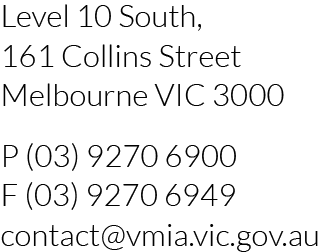 Level 10 South,
161 Collins Street
Melbourne VIC 3000
P (03) 9270 6900
F (03) 9270 6949
contact@vmia.vic.gov.au